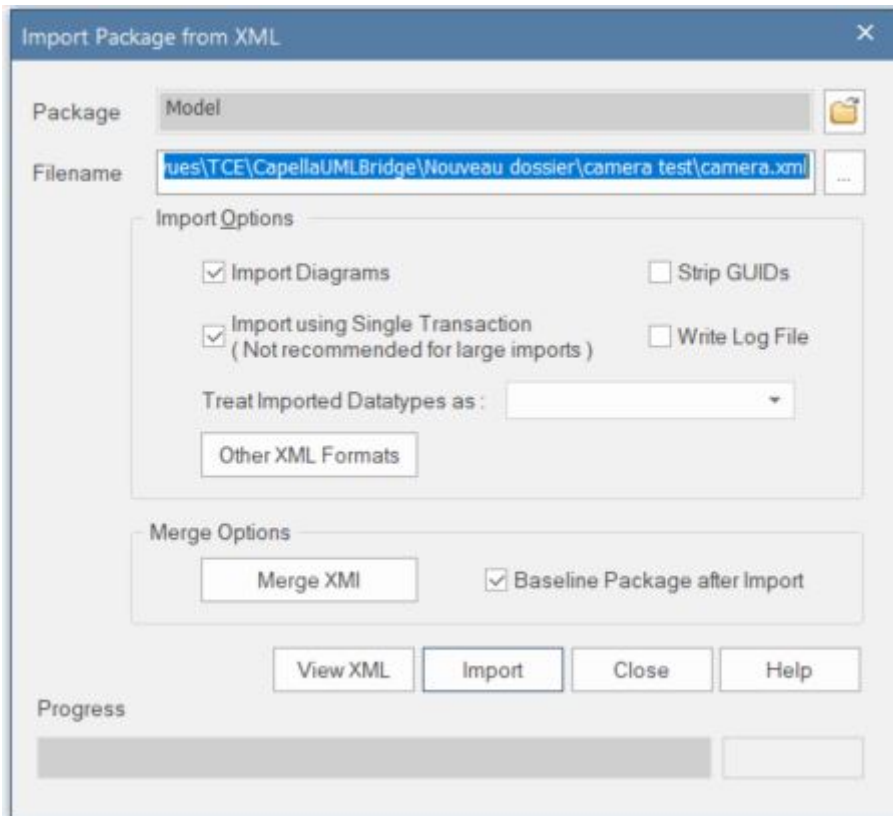 Import Package from XML
Package Model
Filename vues\TCE\CapellaUMLBridge\Nouveau dossier\camera test\camera.xml ...
Import Options
Import Diagrams Strip GUIDs
Import using Single Transaction
( Not recommended for large imports ) Write Log File
Treat Imported Datatypes as :
Other XML Formats
Merge Options
Merge XMI Baseline Package after Import
View XML Import Close Help
Progress